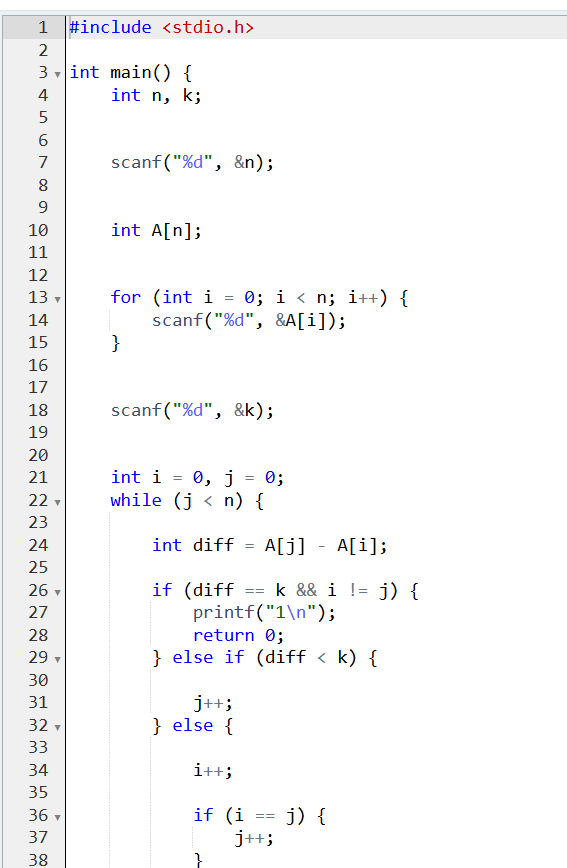 1 #include <stdio.h>
2
3 int main() {
4     int n, k;
5
6
7     scanf("%d", &n);
8
9
10     int A[n];
11
12
13     for (int i = 0; i < n; i++) {
14         scanf("%d", &A[i]);
15     }
16
17
18     scanf("%d", &k);
19
20
21     int i = 0, j = 0;
22     while (j < n) {
23
24         int diff = A[j] - A[i];
25
26         if (diff == k && i != j) {
27             printf("1\n");
28             return 0;
29         } else if (diff < k) {
30
31             j++;
32         } else {
33
34             i++;
35
36             if (i == j) {
37                 j++;
38             }